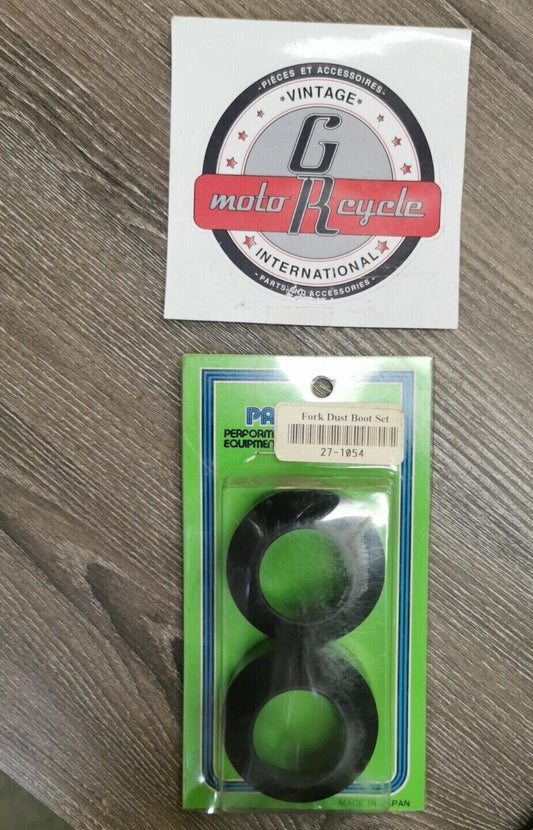 -PIÈCES ET ACCESSOIRES-
VINTAGE
GR
moto cycle
INTERNATIONAL
-PARTS AND ACCESSORIES-
PA
Fork Dust Boot Set
27-1054
PERFORM
EQUIPMEN
MADE IN JAPAN